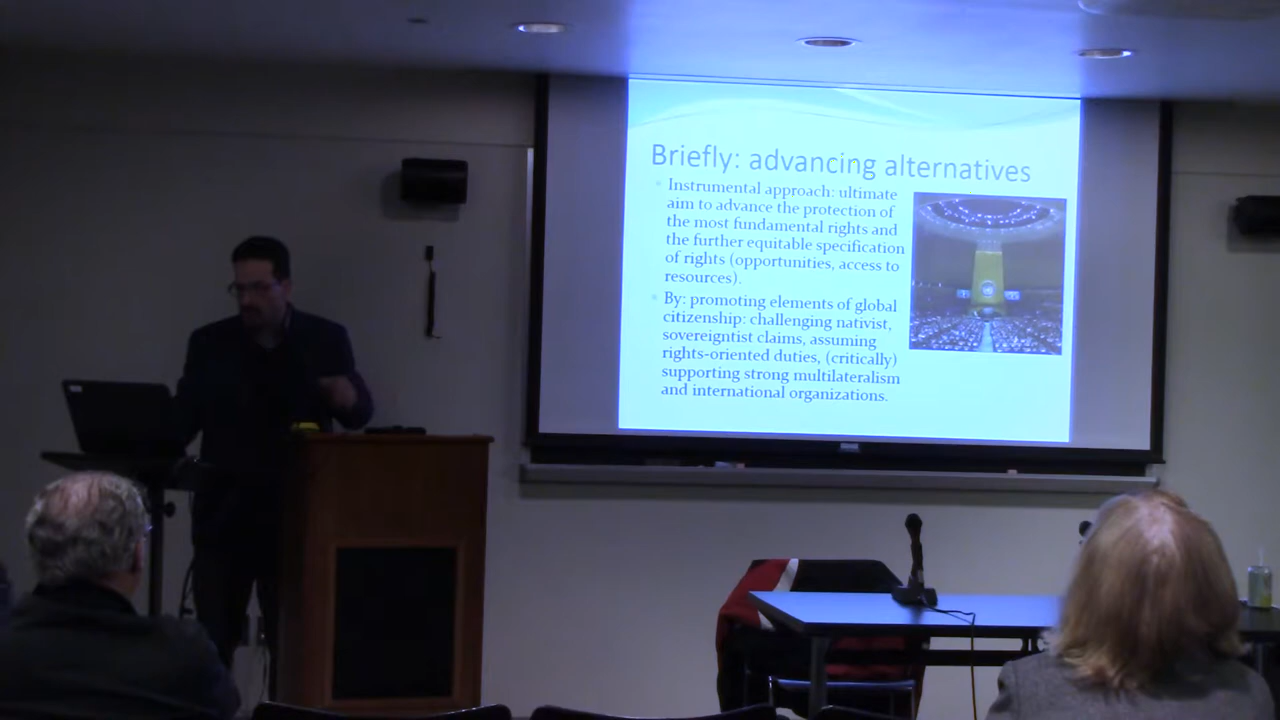 Briefly: advancing alternatives
Instrumental approach: ultimate
aim to advance the protection of
the most fundamental rights and
the further equitable specification
of rights (opportunities, access to
resources).
By: promoting elements of global
citizenship: challenging nativist,
sovereigntist claims, assuming
rights-oriented duties, (critically)
supporting strong multilateralism
and international organizations.